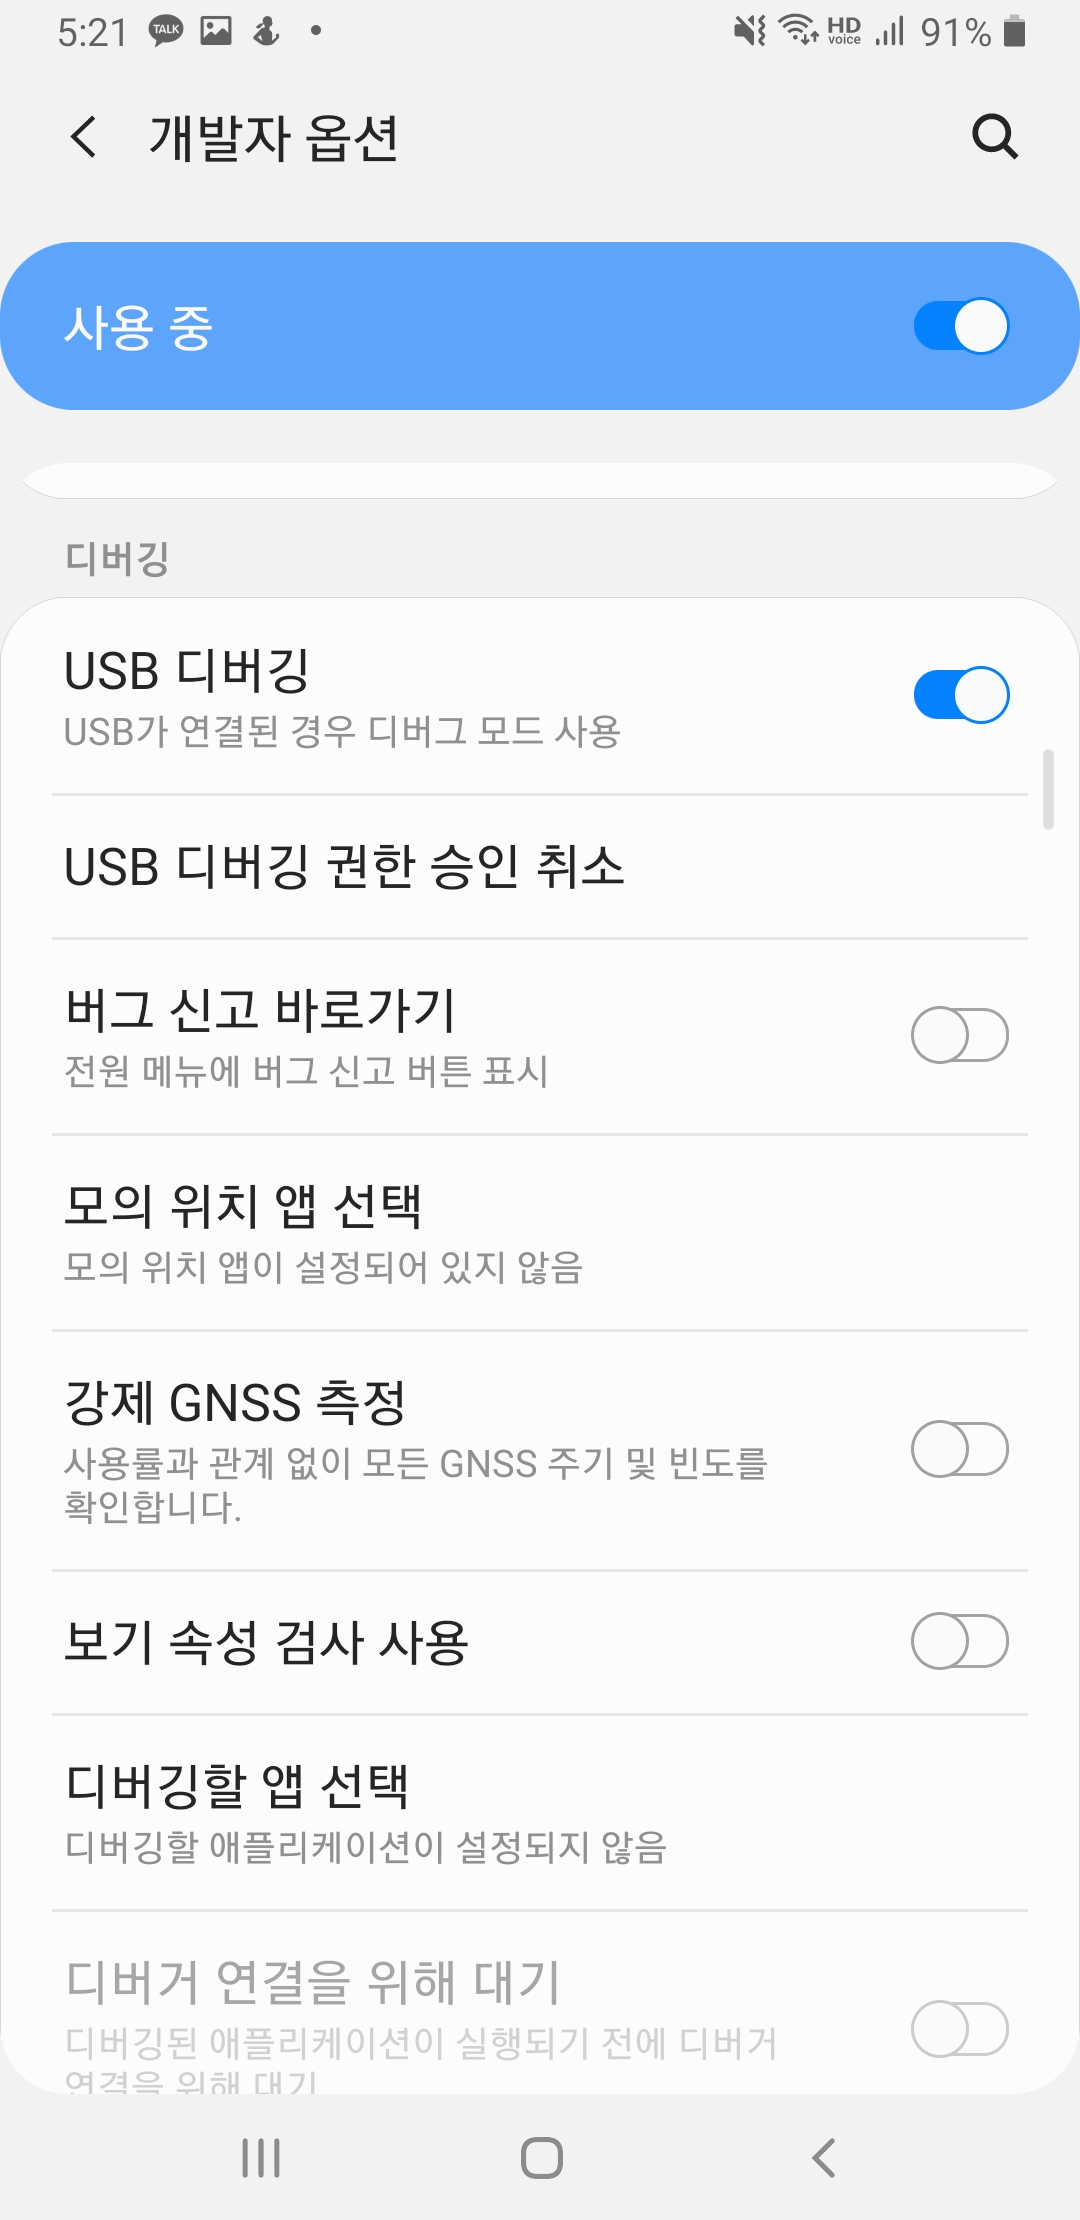 5:21 TALK HD voice 91%
개발자 옵션
사용 중
디버깅
USB 디버깅
USB가 연결된 경우 디버그 모드 사용
USB 디버깅 권한 승인 취소
버그 신고 바로가기
전원 메뉴에 버그 신고 버튼 표시
모의 위치 앱 선택
모의 위치 앱이 설정되어 있지 않음
강제 GNSS 측정
사용률과 관계 없이 모든 GNSS 주기 및 빈도를
확인합니다.
보기 속성 검사 사용
디버깅할 앱 선택
디버깅할 애플리케이션이 설정되지 않음
디버거 연결을 위해 대기
디버깅된 애플리케이션이 실행되기 전에 디버거
연결을 위해 대기